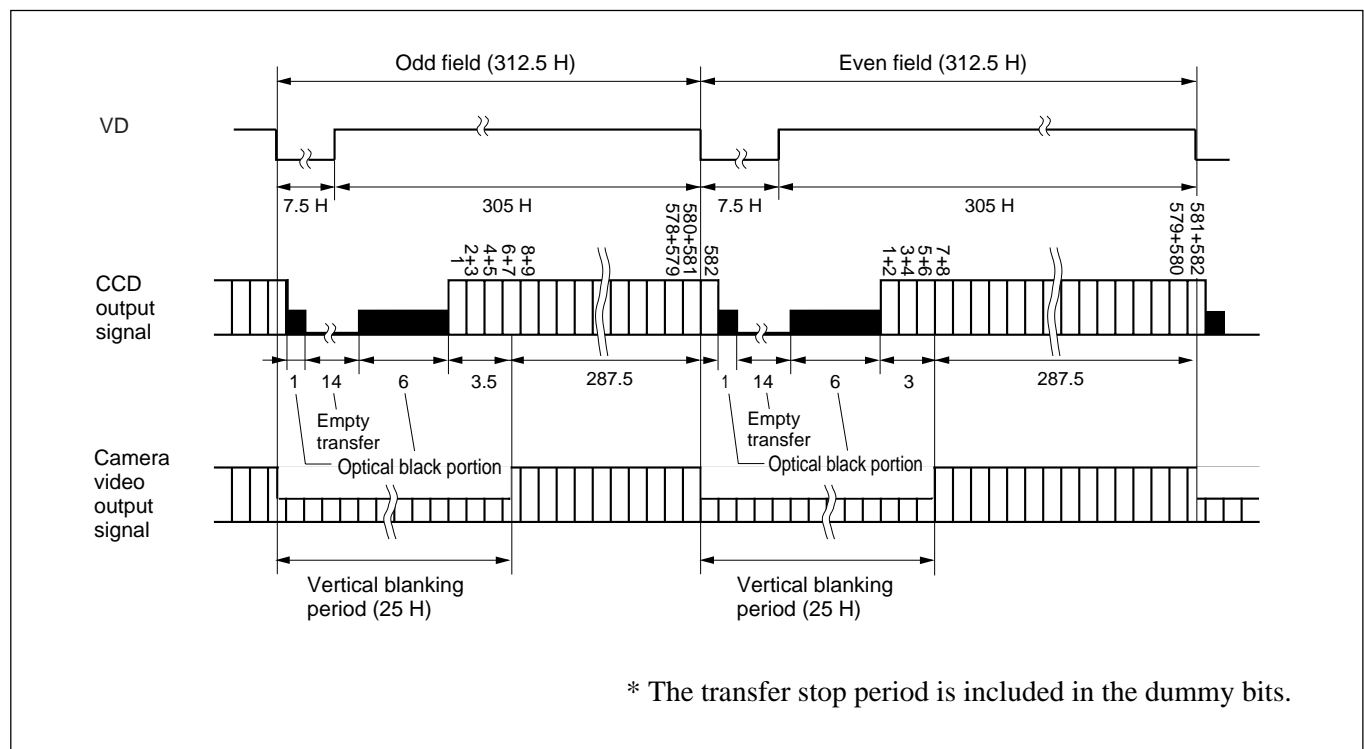 Odd field (312.5 H)
Even field (312.5 H)
VD
7.5 H
305 H
7.5 H
305 H
CCD
output
signal
1
2+3
4+5
6+7
8+9
578+579
580+581
582
1+2
3+4
5+6
7+8
579+580
581+582
1
14
6
3.5
287.5
1
14
6
3
287.5
Empty
transfer
Optical black portion
Empty
transfer
Optical black portion
Camera
video
output
signal
Vertical blanking
period (25 H)
Vertical blanking
period (25 H)
* The transfer stop period is included in the dummy bits.